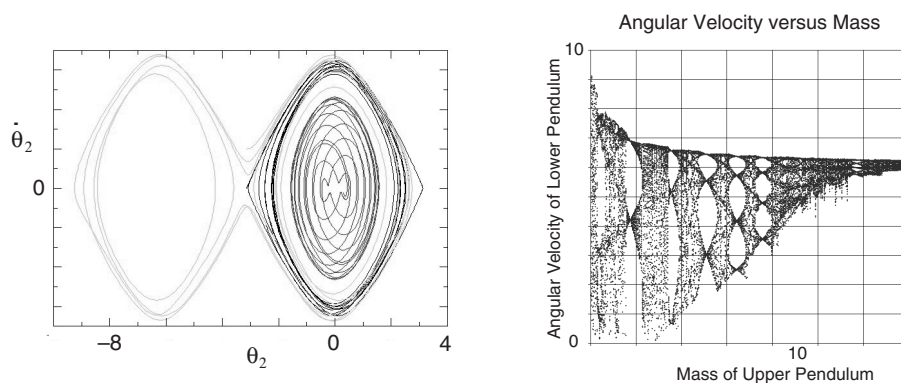 θ̇₂
0
−8
0
4
θ₂
Angular Velocity versus Mass
10
Angular Velocity of Lower Pendulum
0
10
Mass of Upper Pendulum